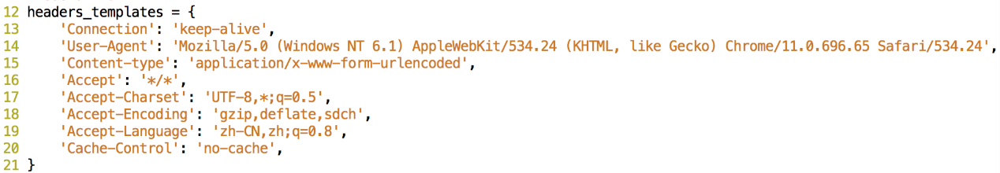 12 headers_templates = {
13     'Connection': 'keep-alive',
14     'User-Agent': 'Mozilla/5.0 (Windows NT 6.1) AppleWebKit/534.24 (KHTML, like Gecko) Chrome/11.0.696.65 Safari/534.24',
15     'Content-type': 'application/x-www-form-urlencoded',
16     'Accept': '*/*',
17     'Accept-Charset': 'UTF-8,*;q=0.5',
18     'Accept-Encoding': 'gzip,deflate,sdch',
19     'Accept-Language': 'zh-CN,zh;q=0.8',
20     'Cache-Control': 'no-cache',
21 }